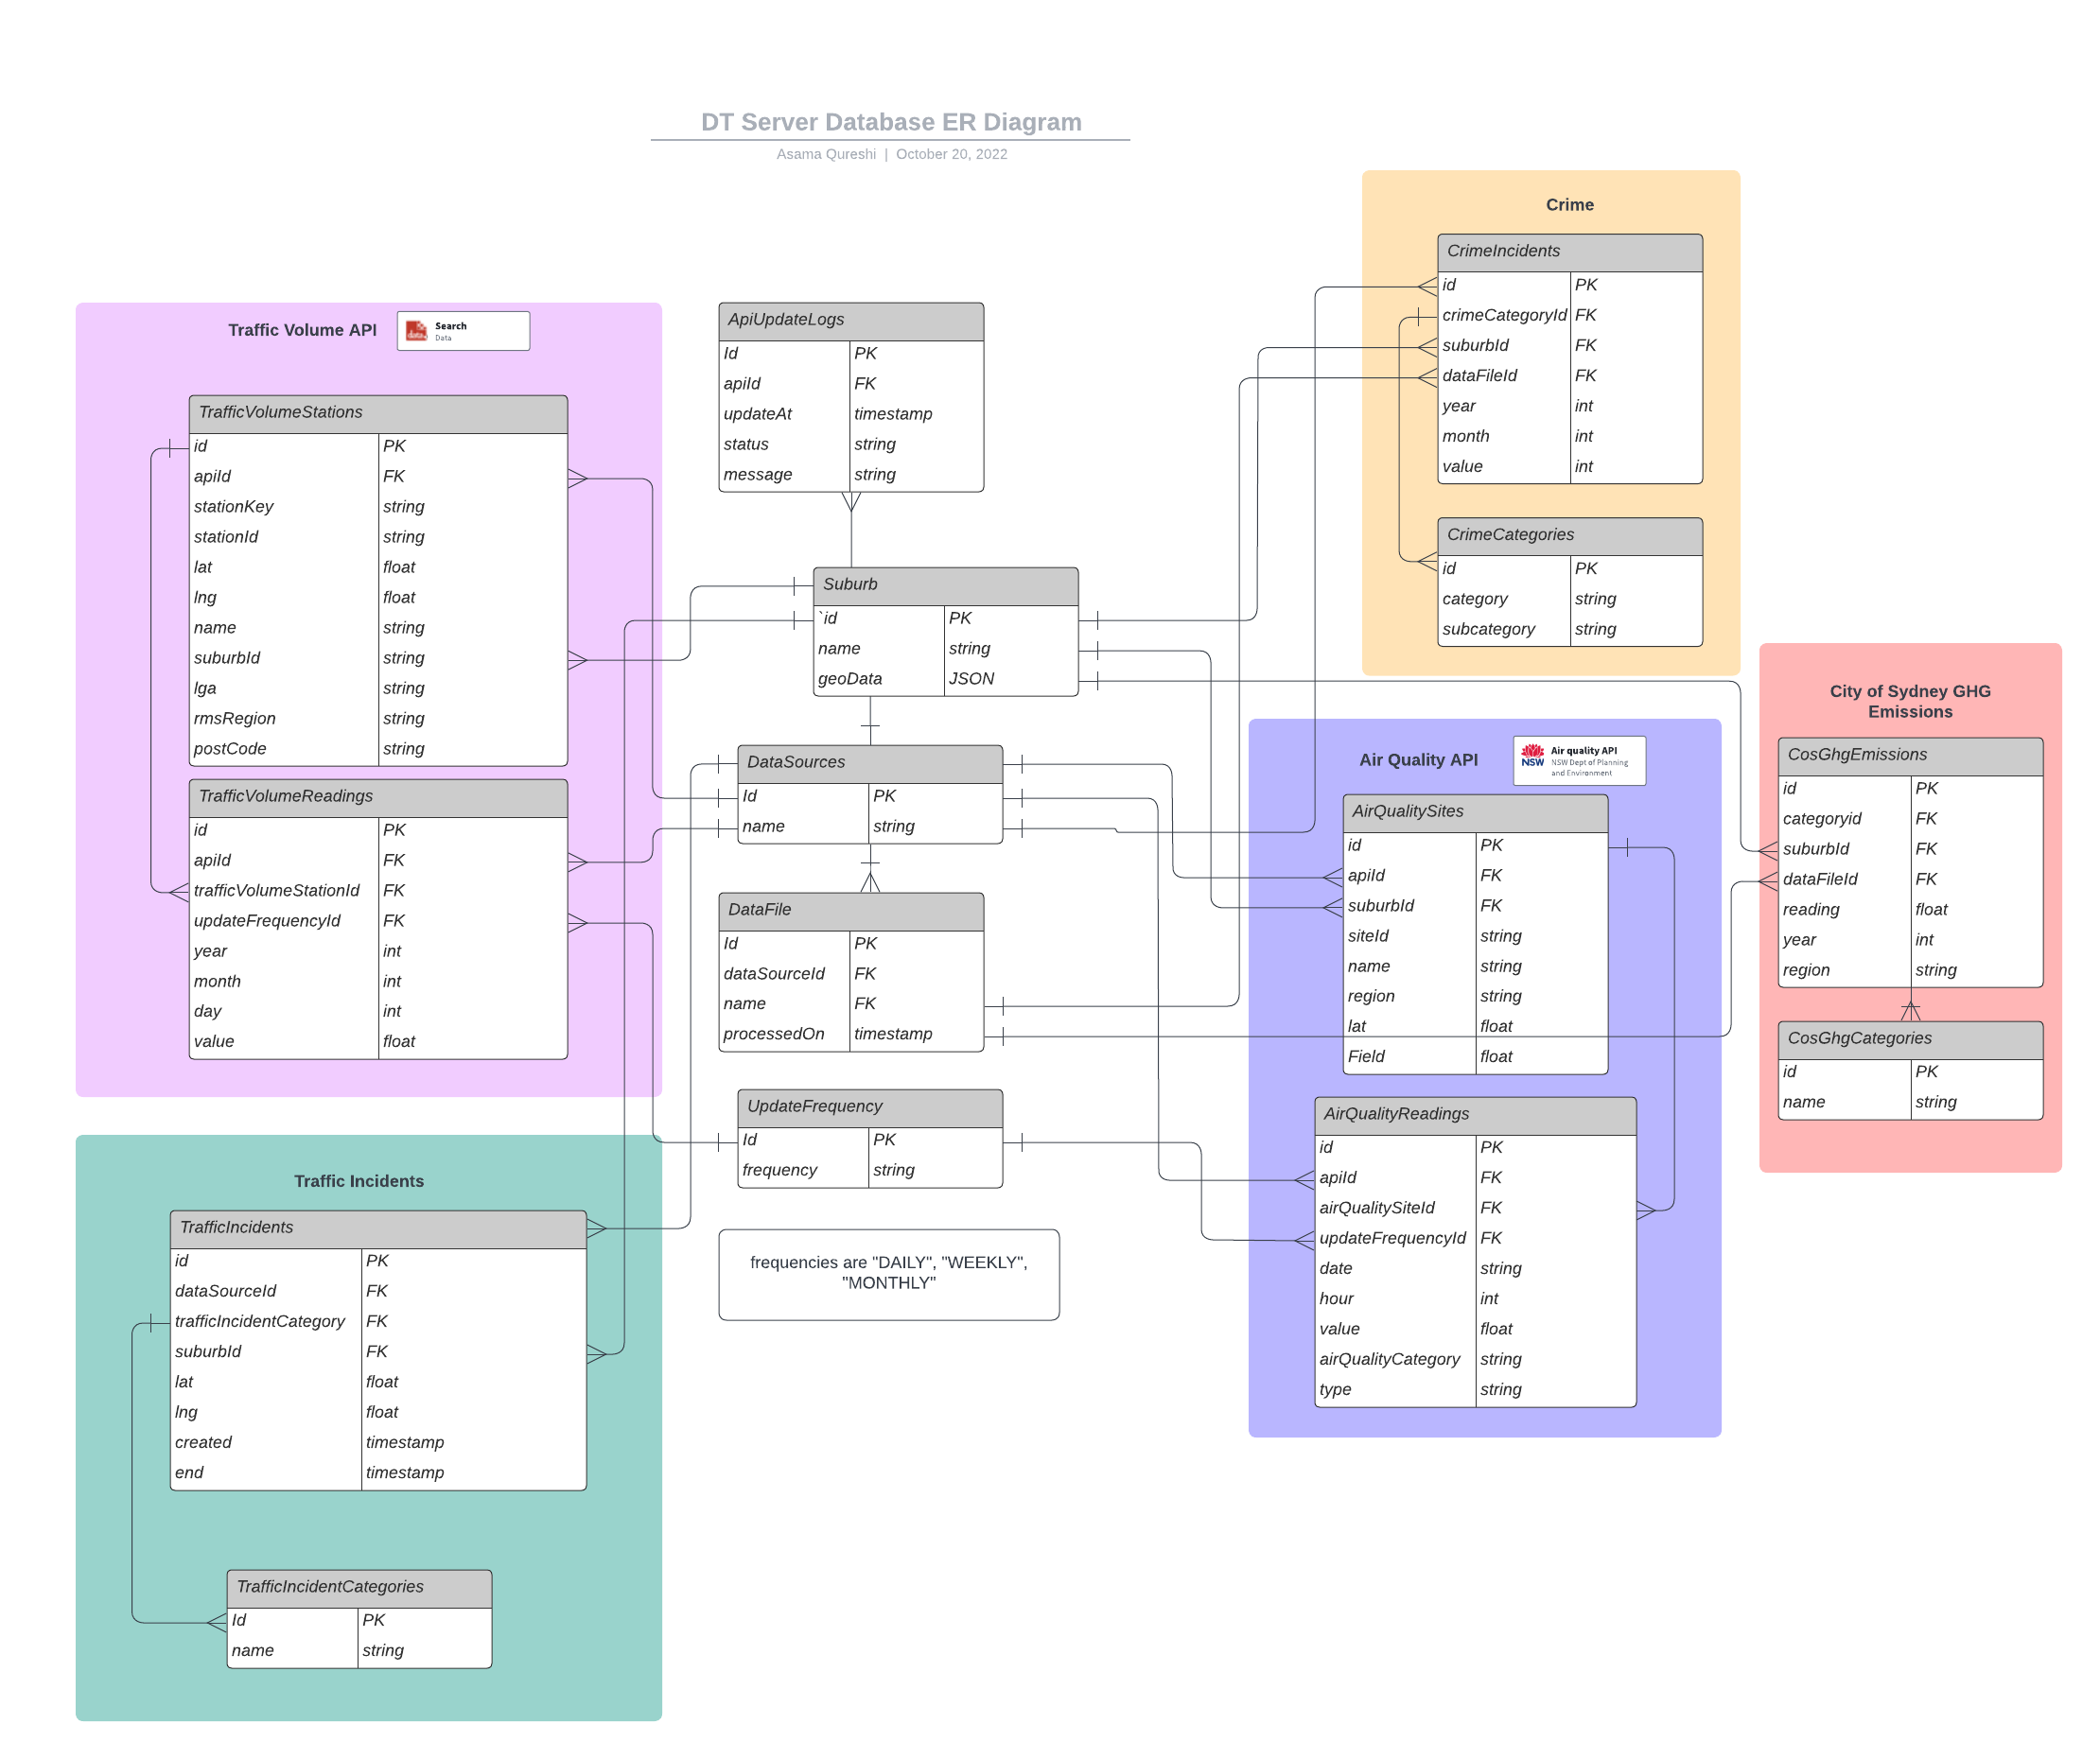 DT Server Database ER Diagram
Asama Qureshi | October 20, 2022
Traffic Volume API
Search
Data
TrafficVolumeStations
id PK
apiId FK
stationKey string
stationId string
lat float
lng float
name string
suburbId string
lga string
rmsRegion string
postCode string
TrafficVolumeReadings
id PK
apiId FK
trafficVolumeStationId FK
updateFrequencyId FK
year int
month int
day int
value float
Traffic Incidents
TrafficIncidents
id PK
dataSourceId FK
trafficIncidentCategory FK
suburbId FK
lat float
lng float
created timestamp
end timestamp
TrafficIncidentCategories
Id PK
name string
ApiUpdateLogs
Id PK
apiId FK
updateAt timestamp
status string
message string
Suburb
`id PK
name string
geoData JSON
DataSources
Id PK
name string
DataFile
Id PK
dataSourceId FK
name FK
processedOn timestamp
UpdateFrequency
Id PK
frequency string
frequencies are "DAILY", "WEEKLY",
"MONTHLY"
Crime
CrimeIncidents
id PK
crimeCategoryId FK
suburbId FK
dataFileId FK
year int
month int
value int
CrimeCategories
id PK
category string
subcategory string
Air Quality API
NSW
Air quality API
NSW Dept of Planning
and Environment
AirQualitySites
id PK
apiId FK
suburbId FK
siteId string
name string
region string
lat float
Field float
AirQualityReadings
id PK
apiId FK
airQualitySiteId FK
updateFrequencyId FK
date string
hour int
value float
airQualityCategory string
type string
City of Sydney GHG
Emissions
CosGhgEmissions
id PK
categoryid FK
suburbId FK
dataFileId FK
reading float
year int
region string
CosGhgCategories
id PK
name string